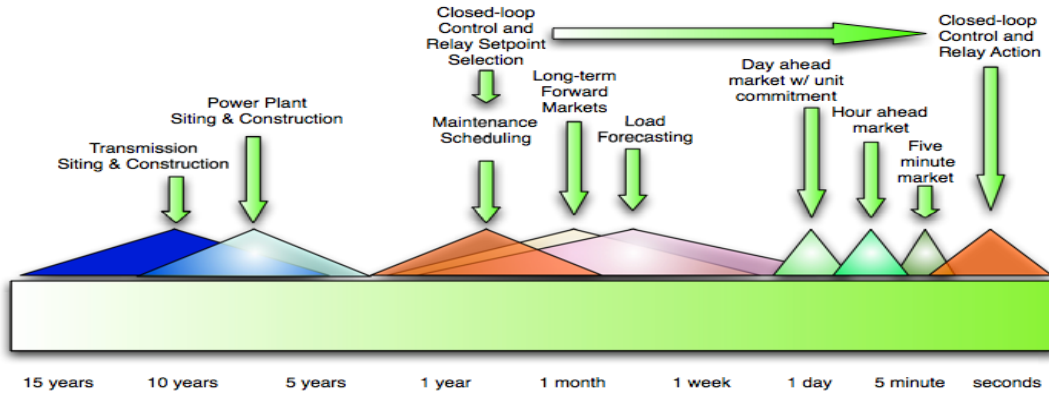 Closed-loop
Control and
Relay Setpoint
Selection
Closed-loop
Control and
Relay Action
Day ahead
market w/ unit
commitment
Long-term
Forward
Markets
Power Plant
Siting & Construction
Hour ahead
market
Maintenance
Scheduling
Load
Forecasting
Five
minute
market
Transmission
Siting & Construction
15 years
10 years
5 years
1 year
1 month
1 week
1 day
5 minute
seconds